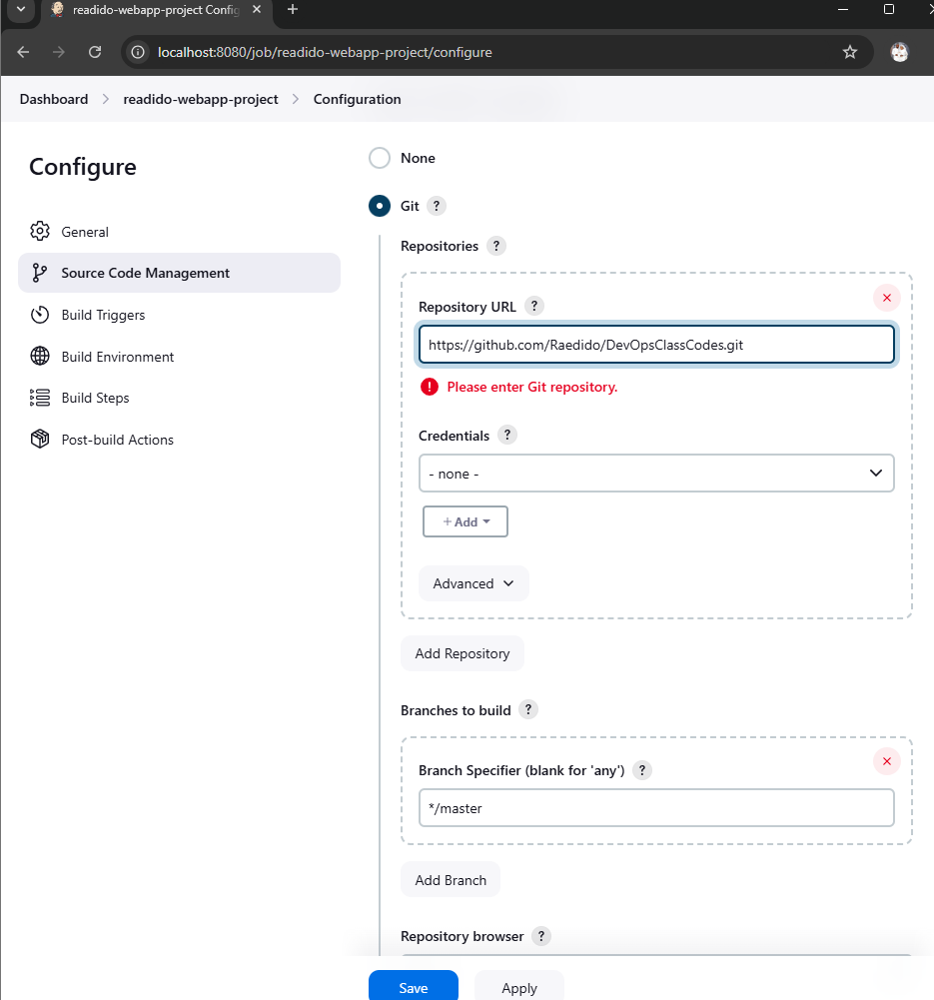 readido-webapp-project Config
localhost:8080/job/readido-webapp-project/configure
Dashboard > readido-webapp-project > Configuration
Configure
General
Source Code Management
Build Triggers
Build Environment
Build Steps
Post-build Actions
None
Git ?
Repositories ?
Repository URL ?
https://github.com/Raedido/DevOpsClassCodes.git
Please enter Git repository.
Credentials ?
- none -
+ Add
Advanced
Add Repository
Branches to build ?
Branch Specifier (blank for 'any') ?
*/master
Add Branch
Repository browser ?
Save Apply